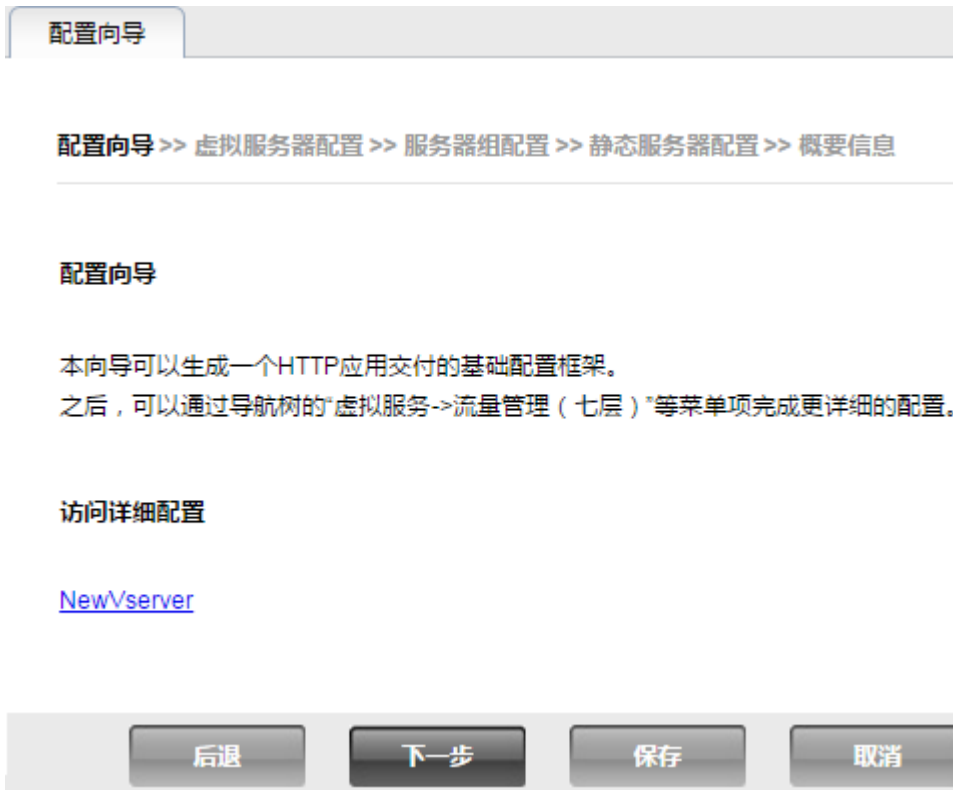 配置向导
配置向导 >> 虚拟服务器配置 >> 服务器组配置 >> 静态服务器配置 >> 概要信息
配置向导
本向导可以生成一个HTTP应用交付的基础配置框架。
之后，可以通过导航树的“虚拟服务->流量管理（七层）”等菜单项完成更详细的配置。
访问详细配置
NewVserver
后退 下一步 保存 取消